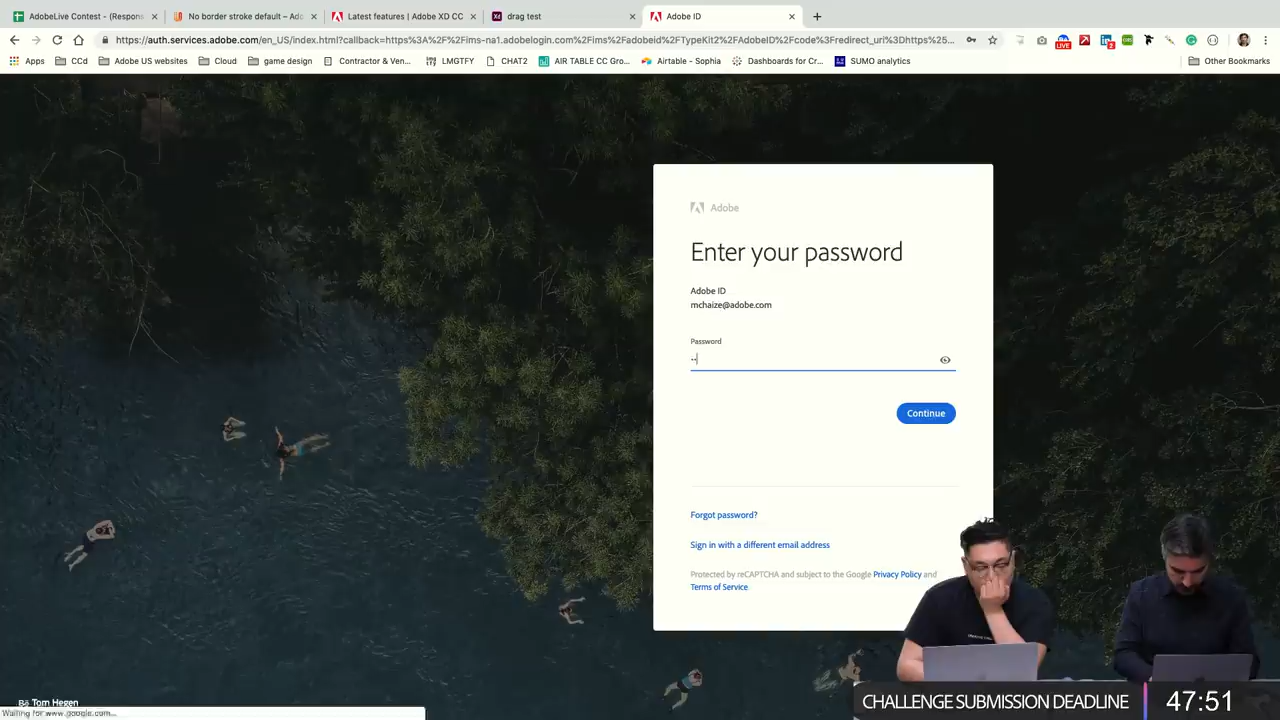 AdobeLive Contest - (Respons
No border stroke default – Ado
Latest features | Adobe XD CC
drag test
Adobe ID
https://auth.services.adobe.com/en_US/index.html?callback=https%3A%2F%2Fims-na1.adobelogin.com%2Fims%2Fadobeid%2FTypeKit2%2FAdobeID%2Fcode%3Fredirect_uri%3Dhttps%25...
LIVE
2
Apps
CCd
Adobe US websites
Cloud
game design
Contractor & Ven...
LMGTFY
CHAT2
AIR TABLE CC Gro...
Airtable - Sophia
Dashboards for Cr...
SUMO analytics
Other Bookmarks
Adobe
Enter your password
Adobe ID
mchaize@adobe.com
Password
Continue
Forgot password?
Sign in with a different email address
Protected by reCAPTCHA and subject to the Google Privacy Policy and
Terms of Service
Bē Tom Hegen
Waiting for www.google.com...
CHALLENGE SUBMISSION DEADLINE 47:51